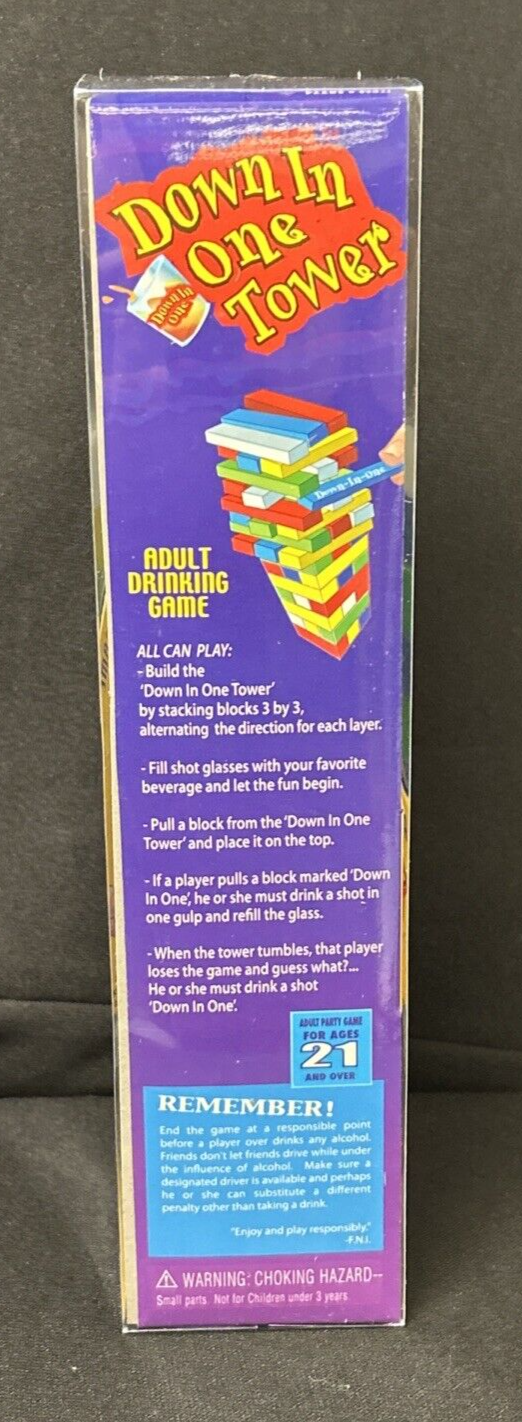 Down In
One
Tower
Down In
One
Down-In-One
ADULT
DRINKING
GAME
ALL CAN PLAY:
- Build the
'Down In One Tower'
by stacking blocks 3 by 3,
alternating the direction for each layer.
- Fill shot glasses with your favorite
beverage and let the fun begin.
- Pull a block from the 'Down In One
Tower' and place it on the top.
- If a player pulls a block marked 'Down
In One', he or she must drink a shot in
one gulp and refill the glass.
- When the tower tumbles, that player
loses the game and guess what?...
He or she must drink a shot
'Down In One'.
ADULT PARTY GAME
FOR AGES
21
AND OVER
REMEMBER!
End the game at a responsible point
before a player over drinks any alcohol.
Friends don't let friends drive while under
the influence of alcohol. Make sure a
designated driver is available and perhaps
he or she can substitute a different
penalty other than taking a drink.
"Enjoy and play responsibly."
-F.N.I.
WARNING: CHOKING HAZARD--
Small parts. Not for Children under 3 years.